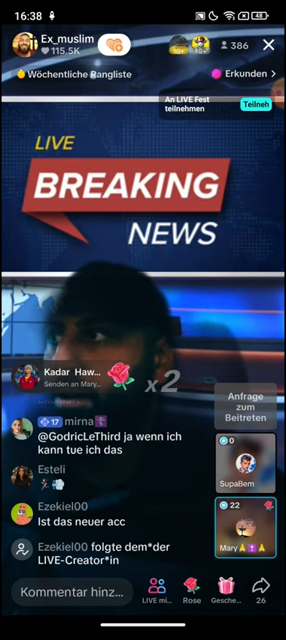 16:38
48
Ex_muslim
115.5K
10+
10+
386
Wöchentliche Rangliste
Erkunden >
An LIVE Fest
teilnehmen
Teilneh
LIVE
BREAKING
NEWS
Kadar Haw...
Senden an Mary...
x2
Anfrage
zum
Beitreten
17 mirna
@GodricLeThird ja wenn ich
kann tue ich das
0
SupaBem
Esteli
Ezekiel00
Ist das neuer acc
22
Mary
Ezekiel00 folgte dem*der
LIVE-Creator*in
Kommentar hinz...
LIVE mi...
Rose
Gesche...
26